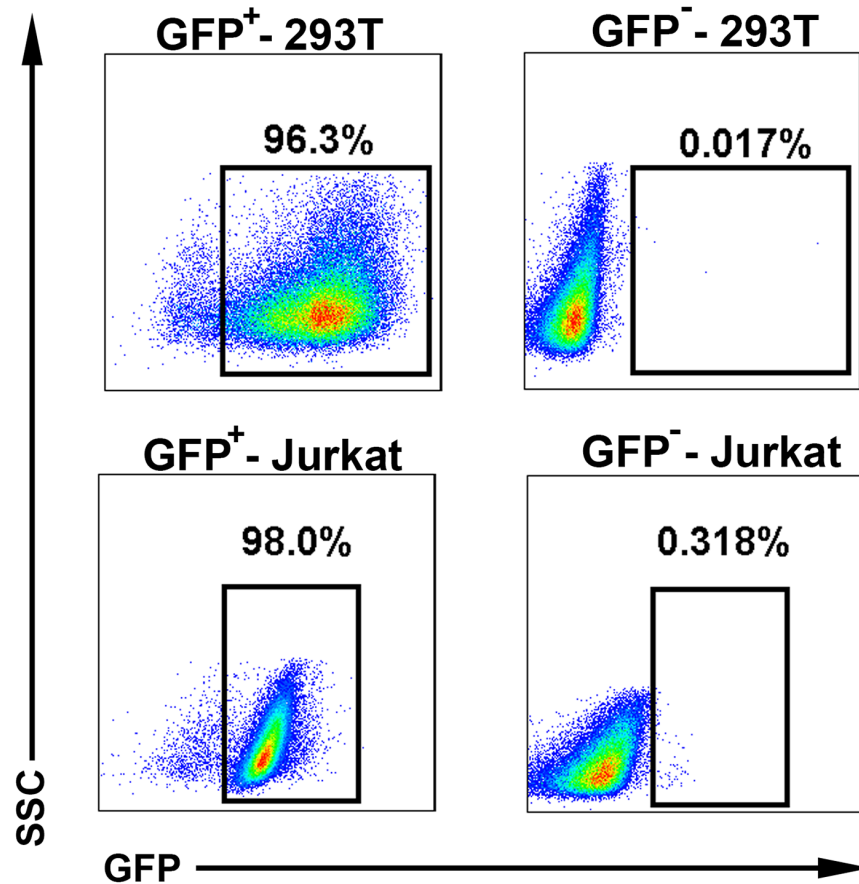 GFP⁺- 293T
GFP⁻- 293T
96.3%
0.017%
GFP⁺- Jurkat
GFP⁻- Jurkat
98.0%
0.318%
SSC
GFP